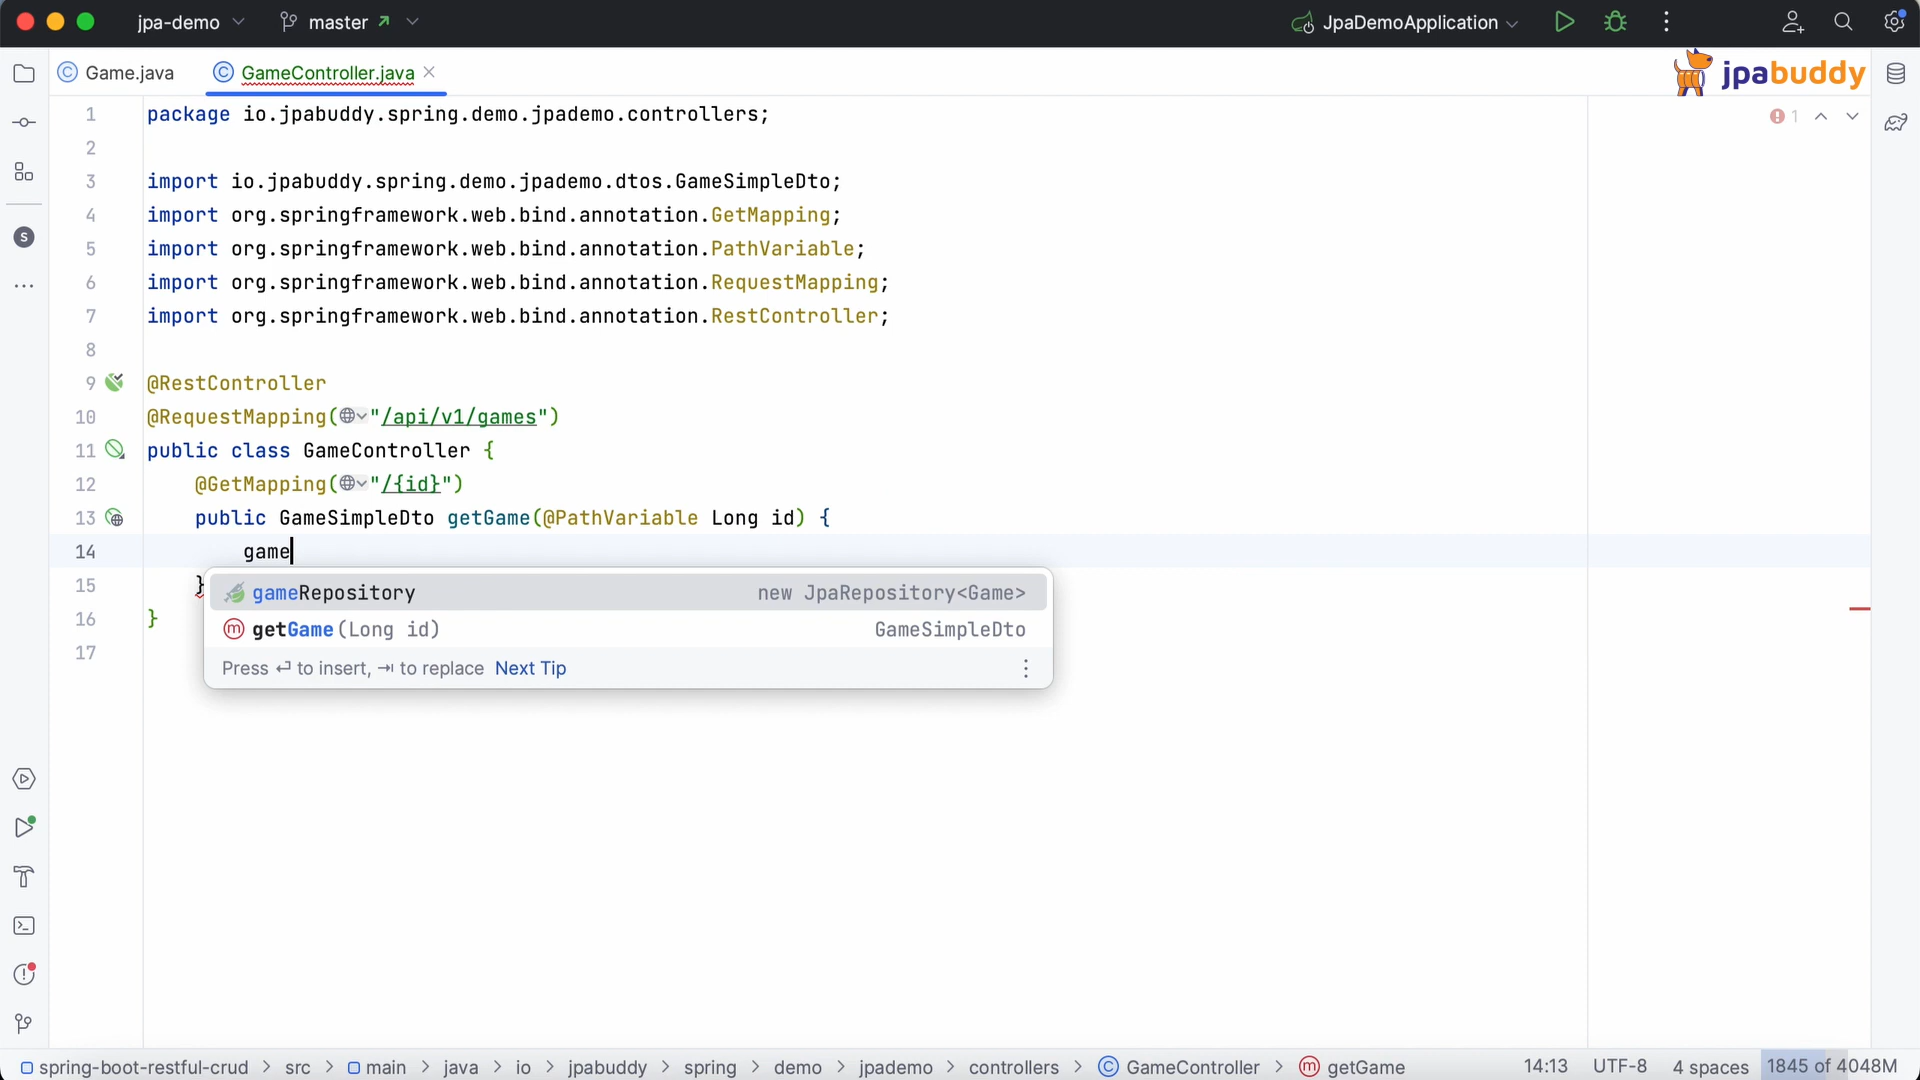 jpa-demo master JpaDemoApplication
Game.java GameController.java jpabuddy
1 package io.jpabuddy.spring.demo.jpademo.controllers; 1
2
3 import io.jpabuddy.spring.demo.jpademo.dtos.GameSimpleDto;
4 import org.springframework.web.bind.annotation.GetMapping;
5 import org.springframework.web.bind.annotation.PathVariable;
6 import org.springframework.web.bind.annotation.RequestMapping;
7 import org.springframework.web.bind.annotation.RestController;
8
9 @RestController
10 @RequestMapping("/api/v1/games")
11 public class GameController {
12 @GetMapping("/{id}")
13 public GameSimpleDto getGame(@PathVariable Long id) {
14 game
15 }
gameRepository new JpaRepository<Game>
16 }
getGame(Long id) GameSimpleDto
17
Press ⏎ to insert, ⇥ to replace Next Tip
spring-boot-restful-crud > src > main > java > io > jpabuddy > spring > demo > jpademo > controllers > GameController > getGame 14:13 UTF-8 4 spaces 1845 of 4048M